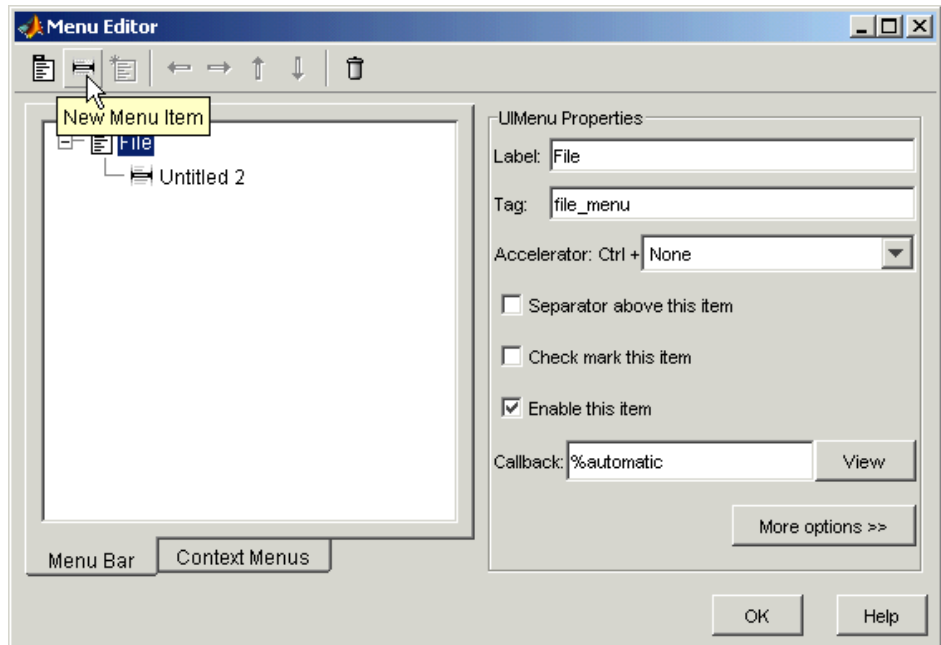 Menu Editor
New Menu Item
File
Untitled 2
Menu Bar
Context Menus
UIMenu Properties
Label: File
Tag: file_menu
Accelerator: Ctrl + None
Separator above this item
Check mark this item
Enable this item
Callback: %automatic View
More options >>
OK Help